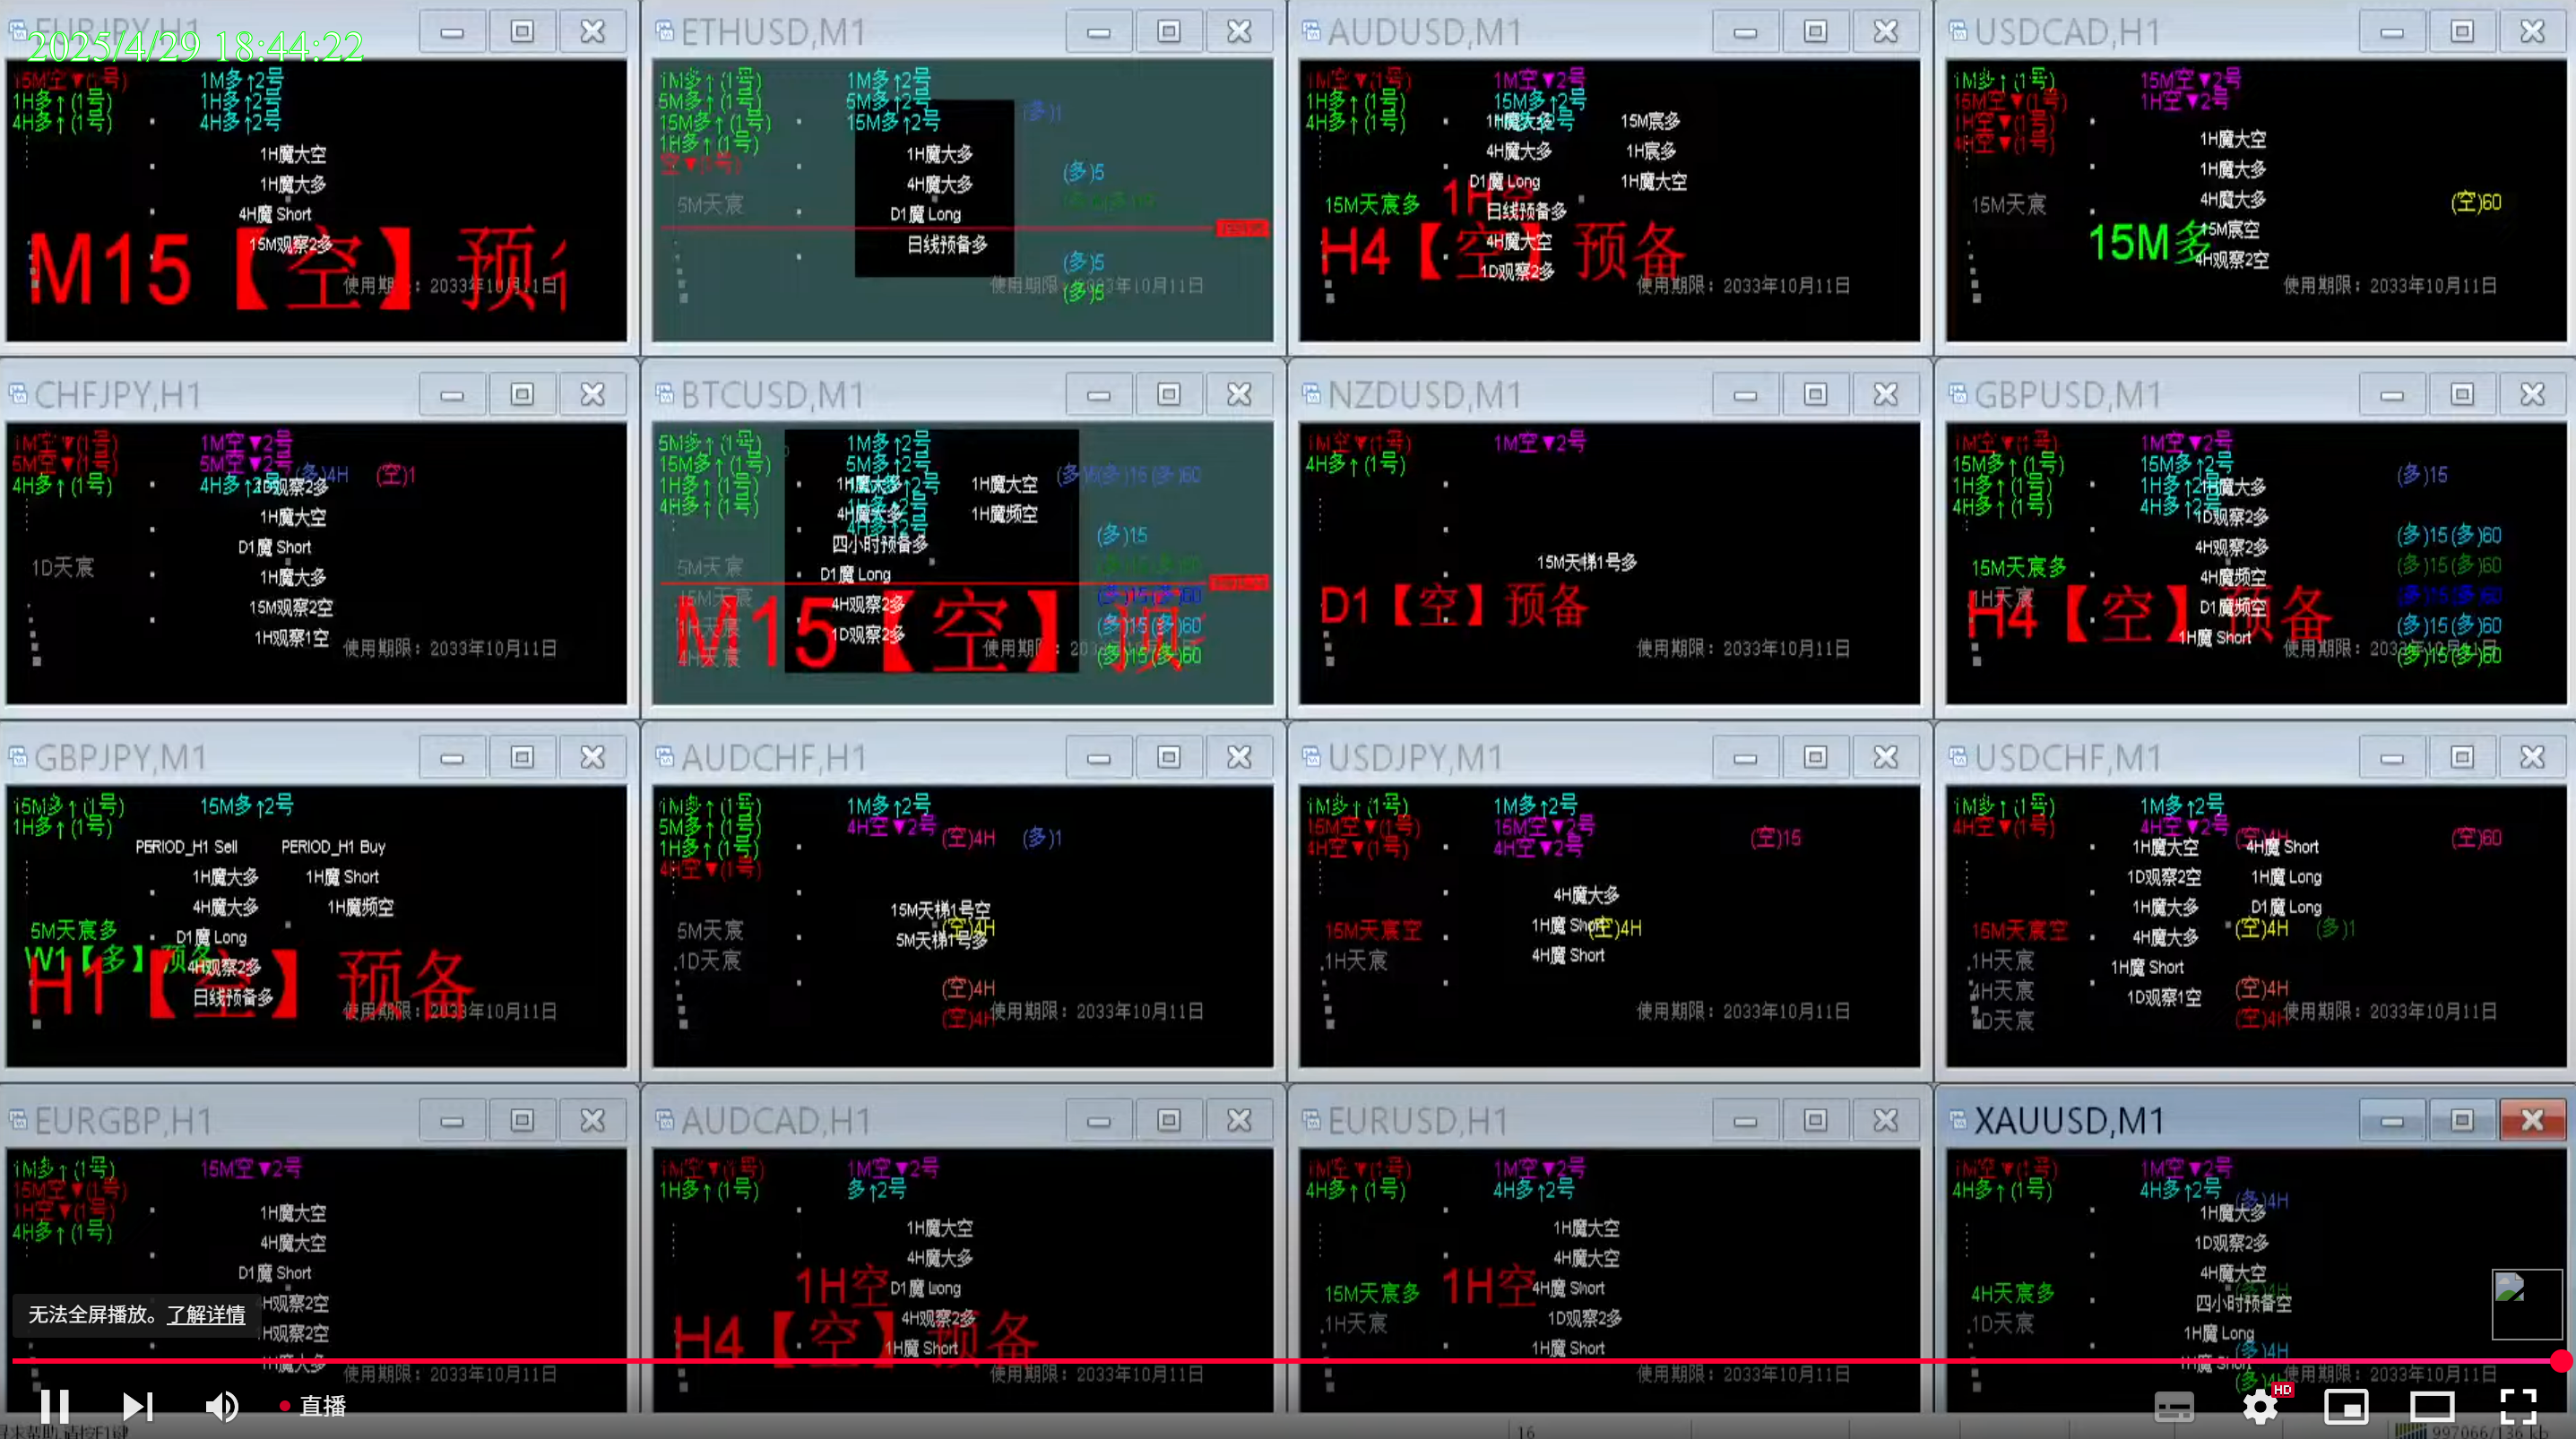 EURJPY,H1
2025/4/29 18:44:22
15M空▼(1号)
1M多↑2号
1H多↑(1号)
1H多↑2号
4H多↑(1号)
4H多↑2号
1H魔大空
1H魔大多
4H魔 Short
15M观察2多
M15【空】预
使用期限：2033年10月11日
ETHUSD,M1
1M多↑(1号)
1M多↑2号
5M多↑(1号)
5M多↑2号
(多)1
15M多↑(1号)
15M多↑2号
1H多↑(1号)
空▼(1号)
1H魔大多
(多)5
4H魔大多
5M天宸
D1魔 Long
日线预备多
(多)5
使用期限：2033年10月11日
(多)5
AUDUSD,M1
1M空▼(1号)
1M空▼2号
1H多↑(1号)
15M多↑2号
4H多↑(1号)
1H魔大多
15M宸多
4H魔大多
1H宸多
D1魔 Long
1H魔大空
1H空
15M天宸多
日线预备多
H4【空】预备
4H魔大空
1D观察2多
使用期限：2033年10月11日
USDCAD,H1
1M多↑(1号)
15M空▼2号
15M空▼(1号)
1H空▼2号
1H空▼(1号)
4H空▼(1号)
1H魔大空
1H魔大多
4H魔大多
15M天宸
(空)60
15M宸空
15M多
4H观察2空
使用期限：2033年10月11日
CHFJPY,H1
1M空▼(1号)
1M空▼2号
5M空▼(1号)
5M空▼2号
(多)4H
(空)1
4H多↑(1号)
4H多↑2号
1D观察2多
1H魔大空
D1魔 Short
1D天宸
1H魔大多
15M观察2空
1H观察1空
使用期限：2033年10月11日
BTCUSD,M1
5M多↑(1号)
1M多↑2号
15M多↑(1号)
5M多↑2号
(多)15
(多)60
1H多↑(1号)
1H魔大多
1H魔大空
4H多↑(1号)
4H魔大多
1H魔频空
4H多↑2号
四小时预备多
(多)15
5M天宸
D1魔 Long
15M天宸
4H观察2多
(多)15(多)60
M15【空】预
1H天宸
1D观察2多
(多)15(多)60
4H天宸
(多)15(多)60
NZDUSD,M1
1M空▼(1号)
1M空▼2号
4H多↑(1号)
15M天梯1号多
D1【空】预备
使用期限：2033年10月11日
GBPUSD,M1
1M空▼(1号)
1M空▼2号
15M多↑(1号)
15M多↑2号
(多)15
1H多↑(1号)
1H多↑2号
1H魔大多
4H多↑(1号)
4H多↑2号
1D观察2多
(多)15(多)60
4H观察2多
15M天宸多
4H魔频空
(多)15(多)60
1H天宸
D1魔频空
(多)15(多)60
H4【空】预备
(多)15(多)60
1H魔 Short
(多)15(多)60
GBPJPY,M1
15M多↑(1号)
15M多↑2号
1H多↑(1号)
PERIOD_H1 Sell
PERIOD_H1 Buy
1H魔大多
1H魔 Short
4H魔大多
1H魔频空
5M天宸多
D1魔 Long
W1【多】预备
4H观察2多
H1【空】预备
日线预备多
使用期限：2033年10月11日
AUDCHF,H1
1M多↑(1号)
1M多↑2号
5M多↑(1号)
4H空▼2号
(空)4H
(多)1
1H多↑(1号)
4H空▼(1号)
15M天梯1号空
5M天宸
(空)4H
5M天梯1号多
1D天宸
(空)4H
(空)4H
使用期限：2033年10月11日
USDJPY,M1
1M多↑(1号)
1M多↑2号
15M空▼(1号)
15M空▼2号
(空)15
4H空▼(1号)
4H空▼2号
4H魔大多
1H魔 Short
(空)4H
15M天宸空
4H魔 Short
1H天宸
使用期限：2033年10月11日
USDCHF,M1
1M多↑(1号)
1M多↑2号
4H空▼(1号)
4H空▼2号
(空)4H
(空)60
1H魔大空
4H魔 Short
1D观察2空
1H魔 Long
1H魔大多
D1魔 Long
15M天宸空
4H魔大多
(空)4H
(多)1
1H天宸
1H魔 Short
4H天宸
1D观察1空
(空)4H
1D天宸
(空)4H
使用期限：2033年10月11日
EURGBP,H1
1M多↑(1号)
15M空▼2号
15M空▼(1号)
1H空▼(1号)
4H多↑(1号)
1H魔大空
4H魔大空
D1魔 Short
4H观察2空
1H观察2空
1H魔大多
使用期限：2033年10月11日
AUDCAD,H1
1M空▼(1号)
1M空▼2号
1H多↑(1号)
多↑2号
1H魔大空
4H魔大多
1H空
D1魔 Long
4H观察2多
H4【空】预备
1H魔 Short
使用期限：2033年10月11日
EURUSD,H1
1M空▼(1号)
1M空▼2号
4H多↑(1号)
4H多↑2号
1H魔大空
4H魔大空
15M天宸多
1H空
4H魔 Short
1H天宸
1D观察2多
1H魔 Short
使用期限：2033年10月11日
XAUUSD,M1
1M空▼(1号)
1M空▼2号
4H多↑(1号)
4H多↑2号
(多)4H
1H魔大多
1D观察2多
4H魔大空
4H天宸多
四小时预备空
1D天宸
1H魔 Long
(多)4H
1H魔 Short
使用期限：2033年10月11日
无法全屏播放。了解详情
直播
HD
16
997066/136 kb